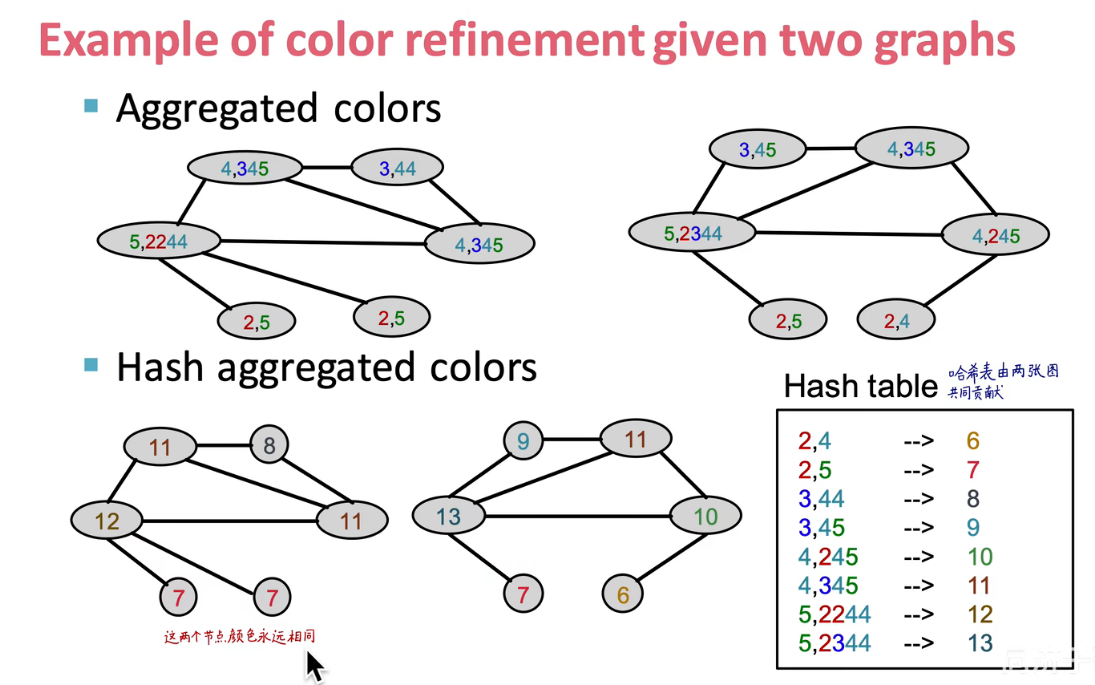 Example of color refinement given two graphs
Aggregated colors
4,345
3,44
5,2244
4,345
2,5
2,5
3,45
4,345
5,2344
4,245
2,5
2,4
Hash aggregated colors
11
8
12
11
7
7
这两个节点颜色永远相同
9
11
13
10
7
6
Hash table
哈希表由两张图
共同贡献
2,4 --> 6
2,5 --> 7
3,44 --> 8
3,45 --> 9
4,245 --> 10
4,345 --> 11
5,2244 --> 12
5,2344 --> 13